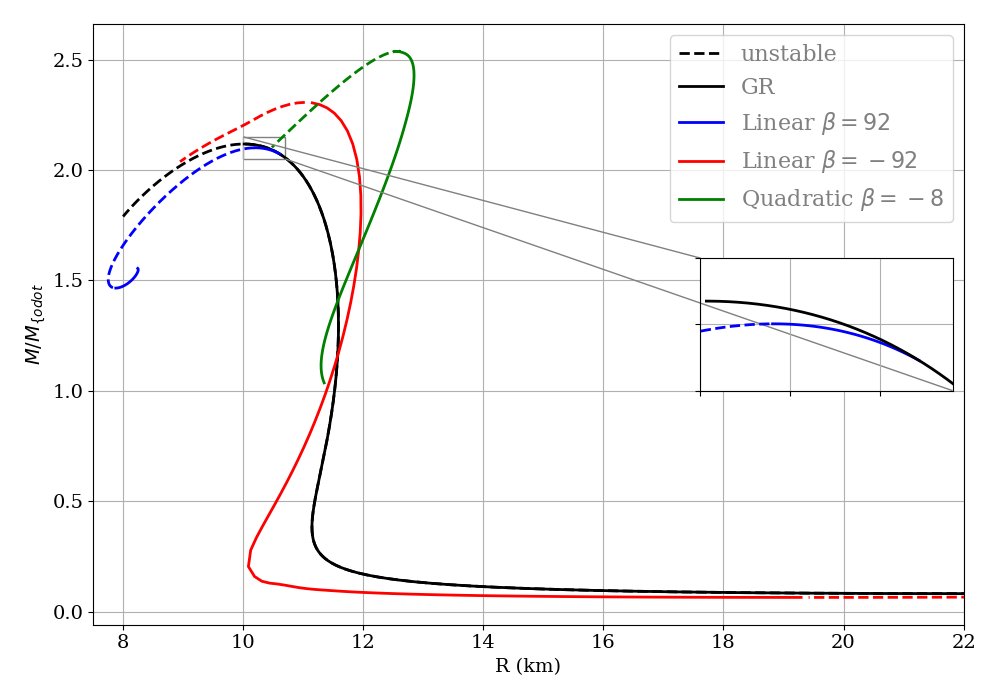 2.5
2.0
1.5
1.0
0.5
0.0
M/M_{{odot}
unstable
GR
Linear β = 92
Linear β = −92
Quadratic β = −8
8 10 12 14 16 18 20 22
R (km)